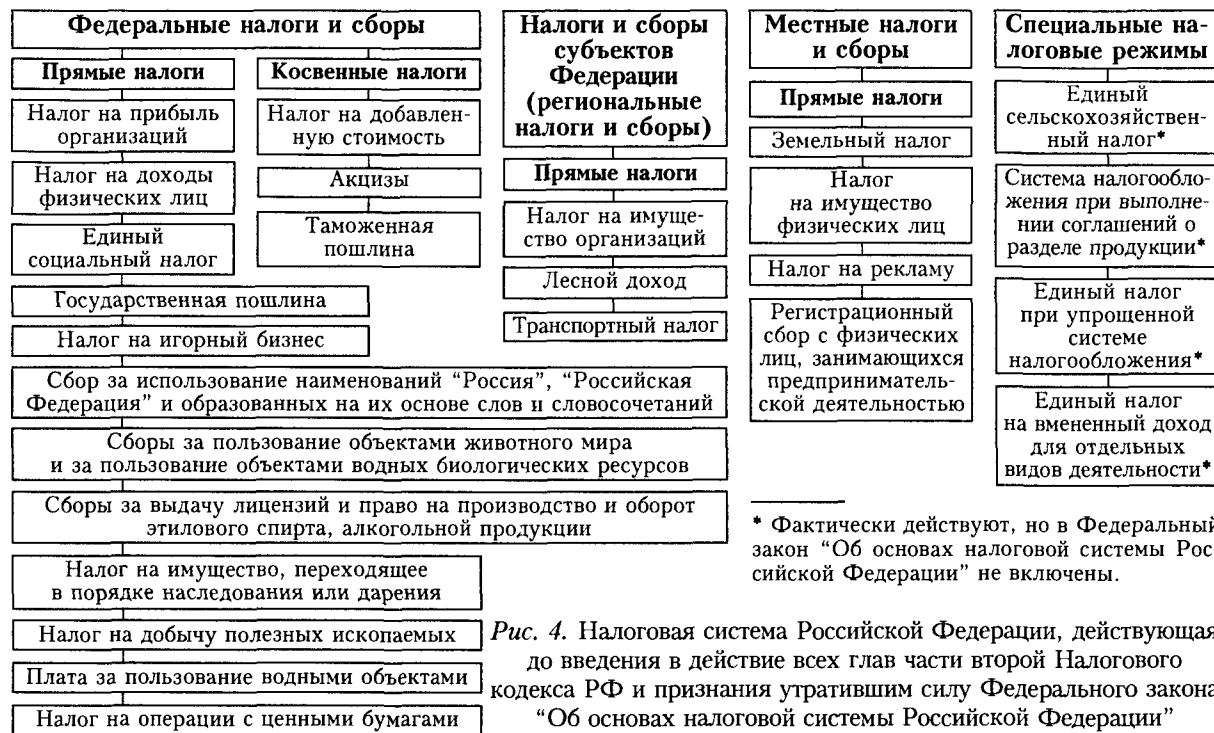 Федеральные налоги и сборы
Прямые налоги
Налог на прибыль
организаций
Налог на доходы
физических лиц
Единый
социальный налог
Косвенные налоги
Налог на добавлен-
ную стоимость
Акцизы
Таможенная
пошлина
Государственная пошлина
Налог на игорный бизнес
Сбор за использование наименований “Россия”, “Российская
Федерация” и образованных на их основе слов и словосочетаний
Сборы за пользование объектами животного мира
и за пользование объектами водных биологических ресурсов
Сборы за выдачу лицензий и право на производство и оборот
этилового спирта, алкогольной продукции
Налог на имущество, переходящее
в порядке наследования или дарения
Налог на добычу полезных ископаемых
Плата за пользование водными объектами
Налог на операции с ценными бумагами
Налоги и сборы
субъектов
Федерации
(региональные
налоги и сборы)
Прямые налоги
Налог на имуще-
ство организаций
Лесной доход
Транспортный налог
Местные налоги
и сборы
Прямые налоги
Земельный налог
Налог
на имущество
физических лиц
Налог на рекламу
Регистрационный
сбор с физических
лиц, занимающихся
предприниматель-
ской деятельностью
Специальные на-
логовые режимы
Единый
сельскохозяйствен-
ный налог*
Система налогообло-
жения при выполне-
нии соглашений о
разделе продукции*
Единый налог
при упрощенной
системе
налогообложения*
Единый налог
на вмененный доход
для отдельных
видов деятельности*
* Фактически действуют, но в Федеральный
закон “Об основах налоговой системы Рос
сийской Федерации” не включены.
Рис. 4. Налоговая система Российской Федерации, действующая
до введения в действие всех глав части второй Налогового
кодекса РФ и признания утратившим силу Федерального закона
“Об основах налоговой системы Российской Федерации”